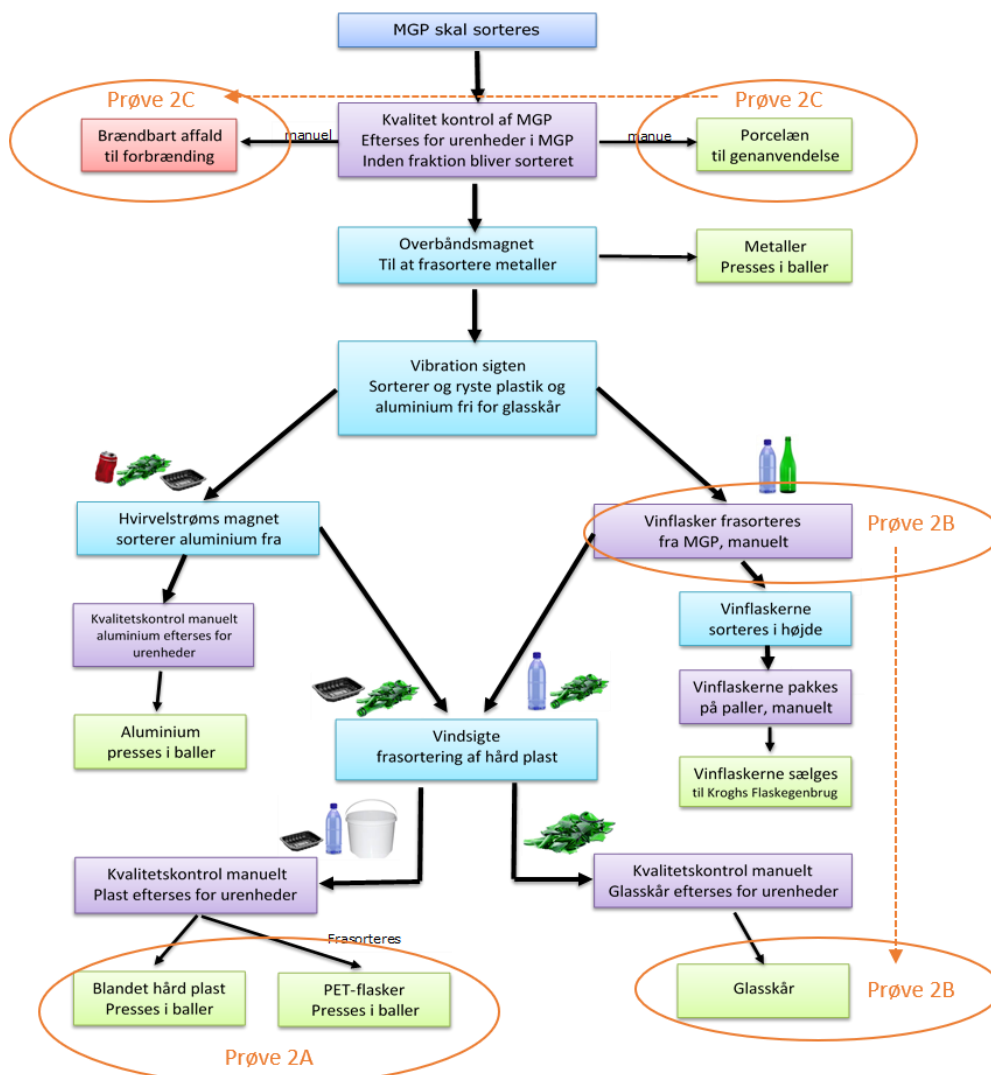 MGP skal sorteres
Prøve 2C
Prøve 2C
Brændbart affald
til forbrænding
manuel
Kvalitet kontrol af MGP
Efterses for urenheder i MGP
Inden fraktion bliver sorteret
manue
Porcelæn
til genanvendelse
Overbåndsmagnet
Til at frasortere metaller
Metaller
Presses i baller
Vibration sigten
Sorterer og ryste plastik og
aluminium fri for glasskår
Hvirvelstrøms magnet
sorterer aluminium fra
Vinflasker frasorteres
fra MGP, manuelt
Prøve 2B
Kvalitetskontrol manuelt
aluminium efterses for
urenheder
Vinflaskerne
sorteres i højde
Vinflaskerne pakkes
på paller, manuelt
Aluminium
presses i baller
Vindsigte
frasortering af hård plast
Vinflaskerne sælges
til Kroghs Flaskegenbrug
Kvalitetskontrol manuelt
Plast efterses for urenheder
Kvalitetskontrol manuelt
Glasskår efterses for urenheder
Frasorteres
Blandet hård plast
Presses i baller
PET-flasker
Presses i baller
Glasskår
Prøve 2B
Prøve 2A